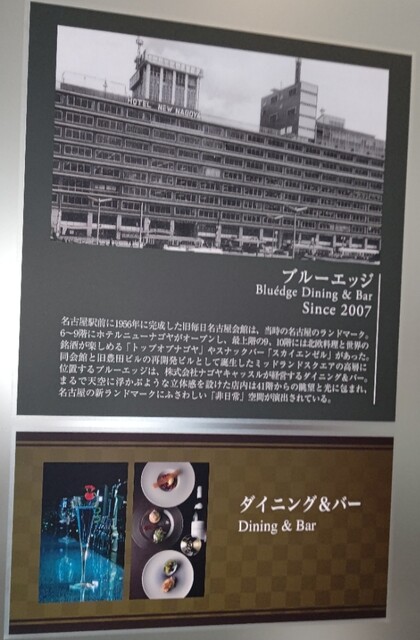 HOTEL NEW NAGOYA
ブルーエッジ
Bluédge Dining & Bar
Since 2007
名古屋駅前に1956年に完成した旧毎日名古屋会館は、当時の名古屋のランドマーク。
6〜9階にホテルニューナゴヤがオープンし、最上階の9、10階には北欧料理と世界の
銘酒が楽しめる「トップオブナゴヤ」やスナックバー「スカイエンゼル」があった。
同会館と旧豊田ビルの再開発ビルとして誕生したミッドランドスクエアの高層に
位置するブルーエッジは、株式会社ナゴヤキャッスルが経営するダイニング&バー。
まるで天空に浮かぶような立体感を設けた店内は41階からの眺望と光に包まれ、
名古屋の新ランドマークにふさわしい「非日常」空間が演出されている。
ダイニング&バー
Dining & Bar